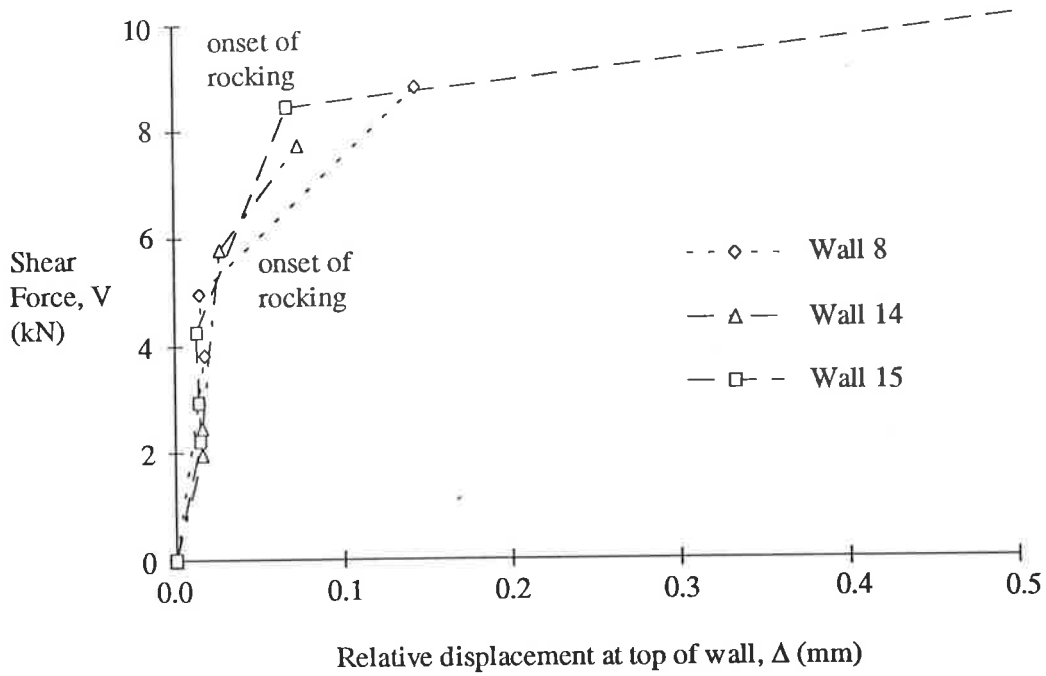 10
onset of
rocking
8
6
Shear
Force, V
(kN)
onset of
rocking
4
2
0
Wall 8
Wall 14
Wall 15
0.0
0.1
0.2
0.3
0.4
0.5
Relative displacement at top of wall, Δ (mm)